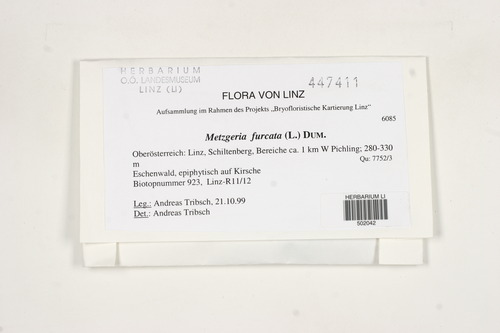 HERBARIUM
O.Ö. LANDESMUSEUM
LINZ (LI)
447411
FLORA VON LINZ
Aufsammlung im Rahmen des Projekts „Bryofloristische Kartierung Linz“
6085
Metzgeria furcata (L.) DUM.
Oberösterreich: Linz, Schiltenberg, Bereiche ca. 1 km W Pichling; 280-330
m
Qu: 7752/3
Eschenwald, epiphytisch auf Kirsche
Biotopnummer 923, Linz-R11/12
Leg.: Andreas Tribsch, 21.10.99
Det.: Andreas Tribsch
HERBARIUM LI
502042